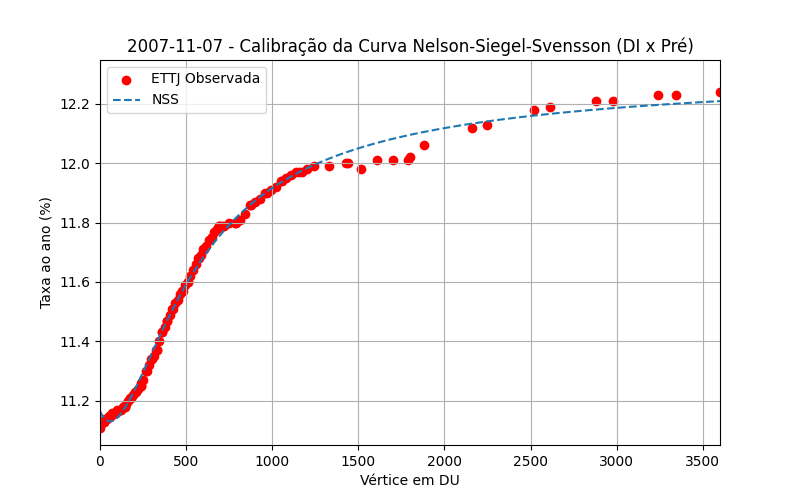 2007-11-07 - Calibração da Curva Nelson-Siegel-Svensson (DI x Pré)
ETTJ Observada
NSS
Taxa ao ano (%)
12.2
12.0
11.8
11.6
11.4
11.2
0 500 1000 1500 2000 2500 3000 3500
Vértice em DU